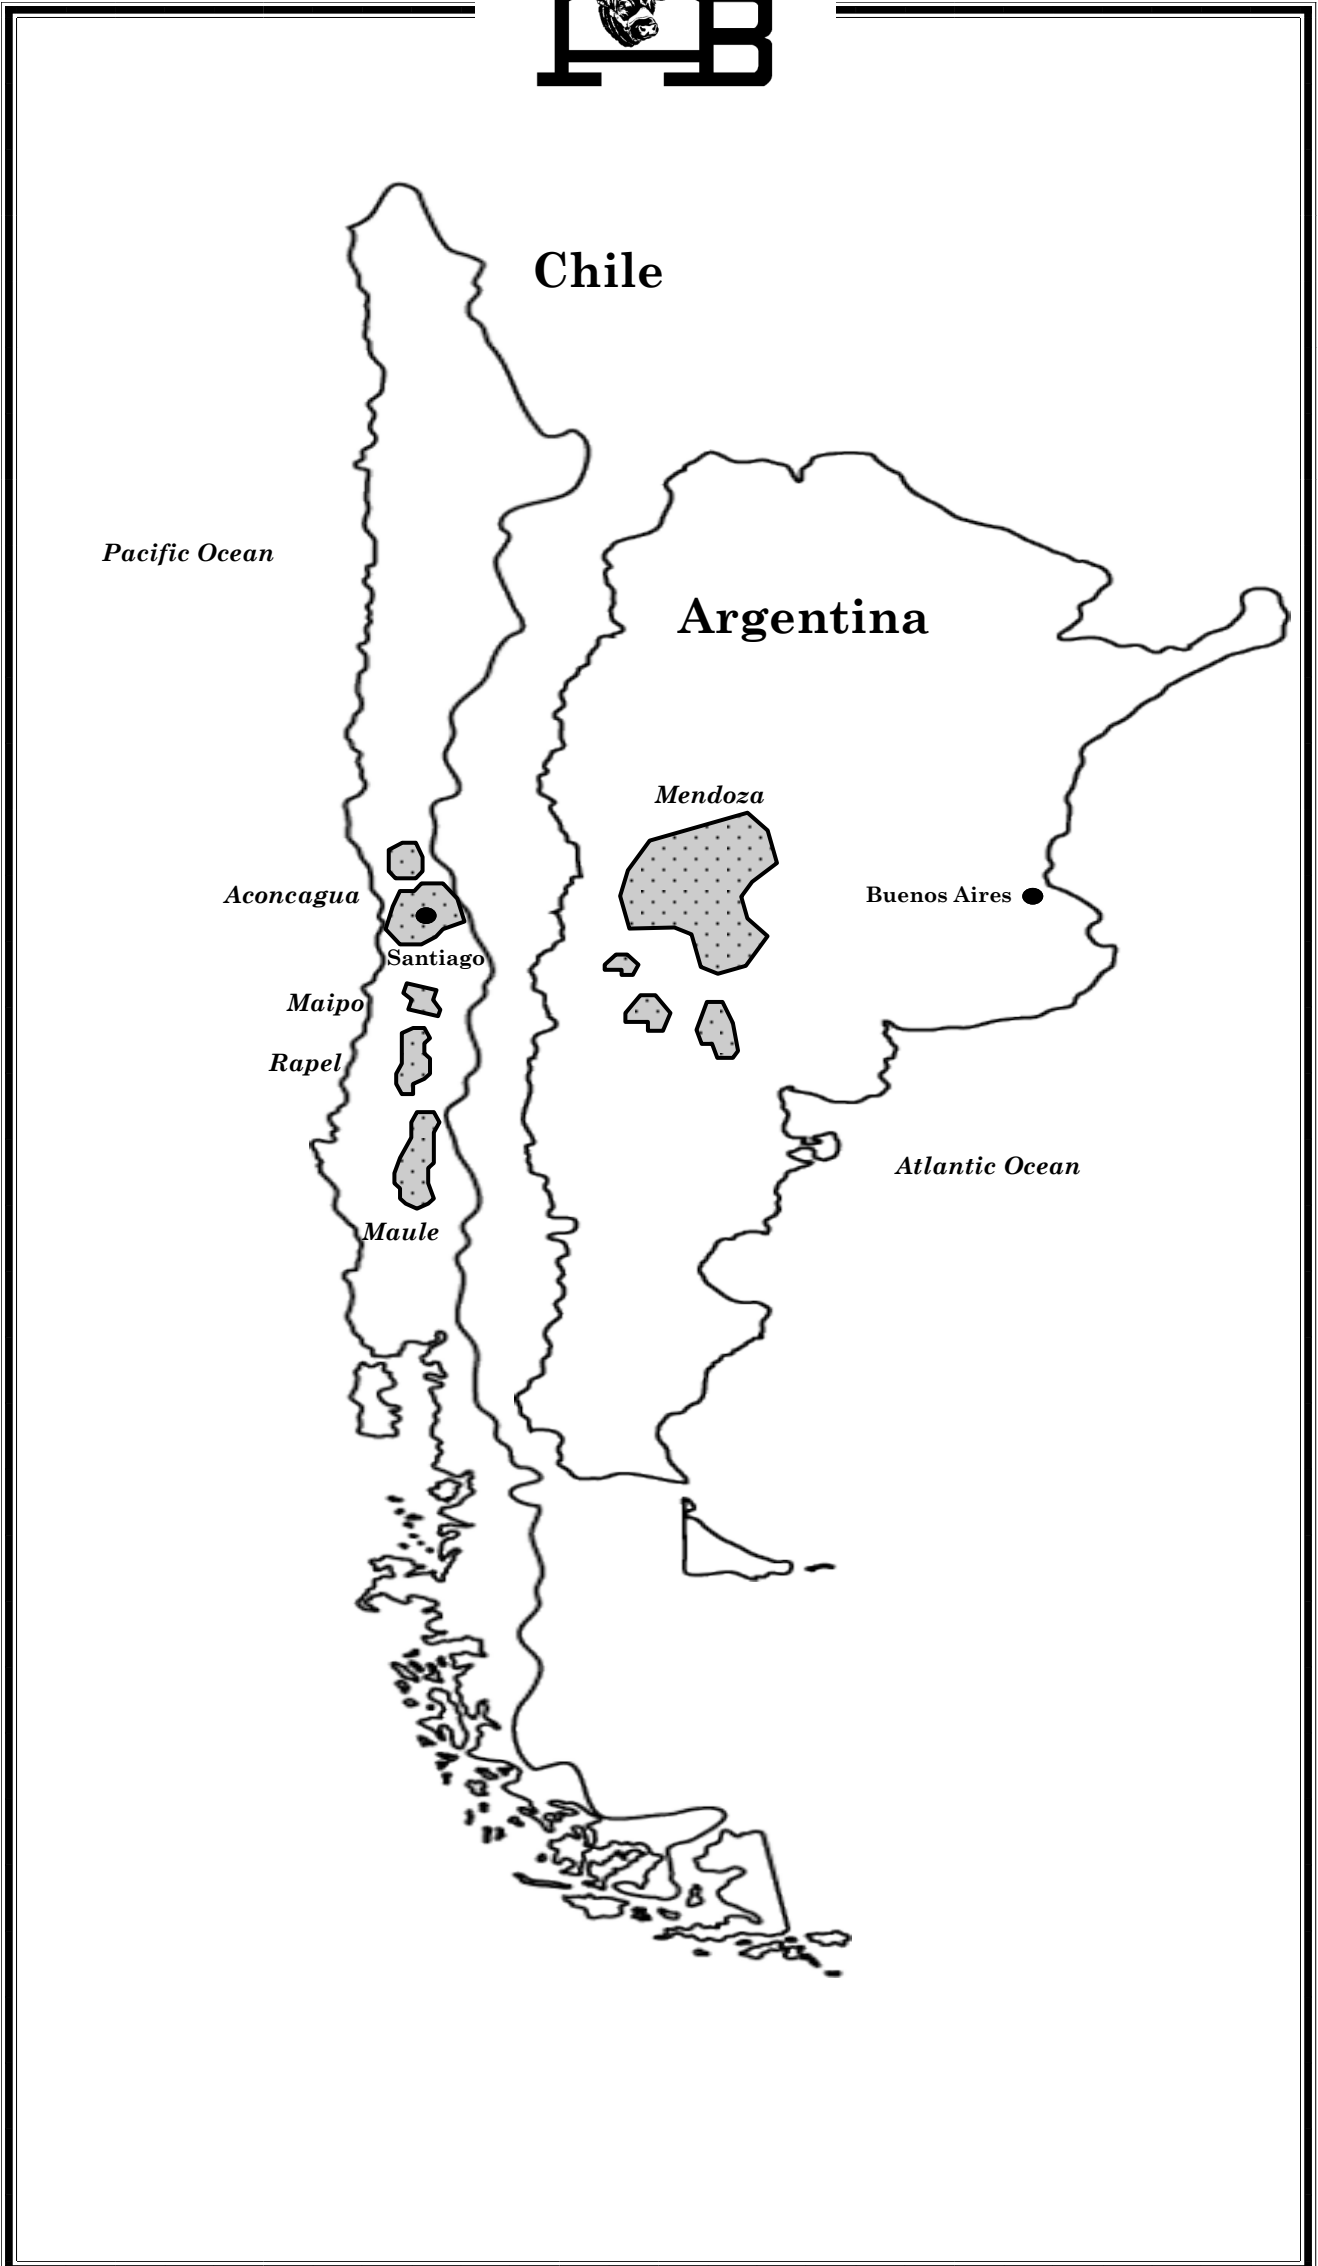 B
Chile
Pacific Ocean
Argentina
Mendoza
Aconcagua
Buenos Aires
Santiago
Maipo
Rapel
Atlantic Ocean
Maule